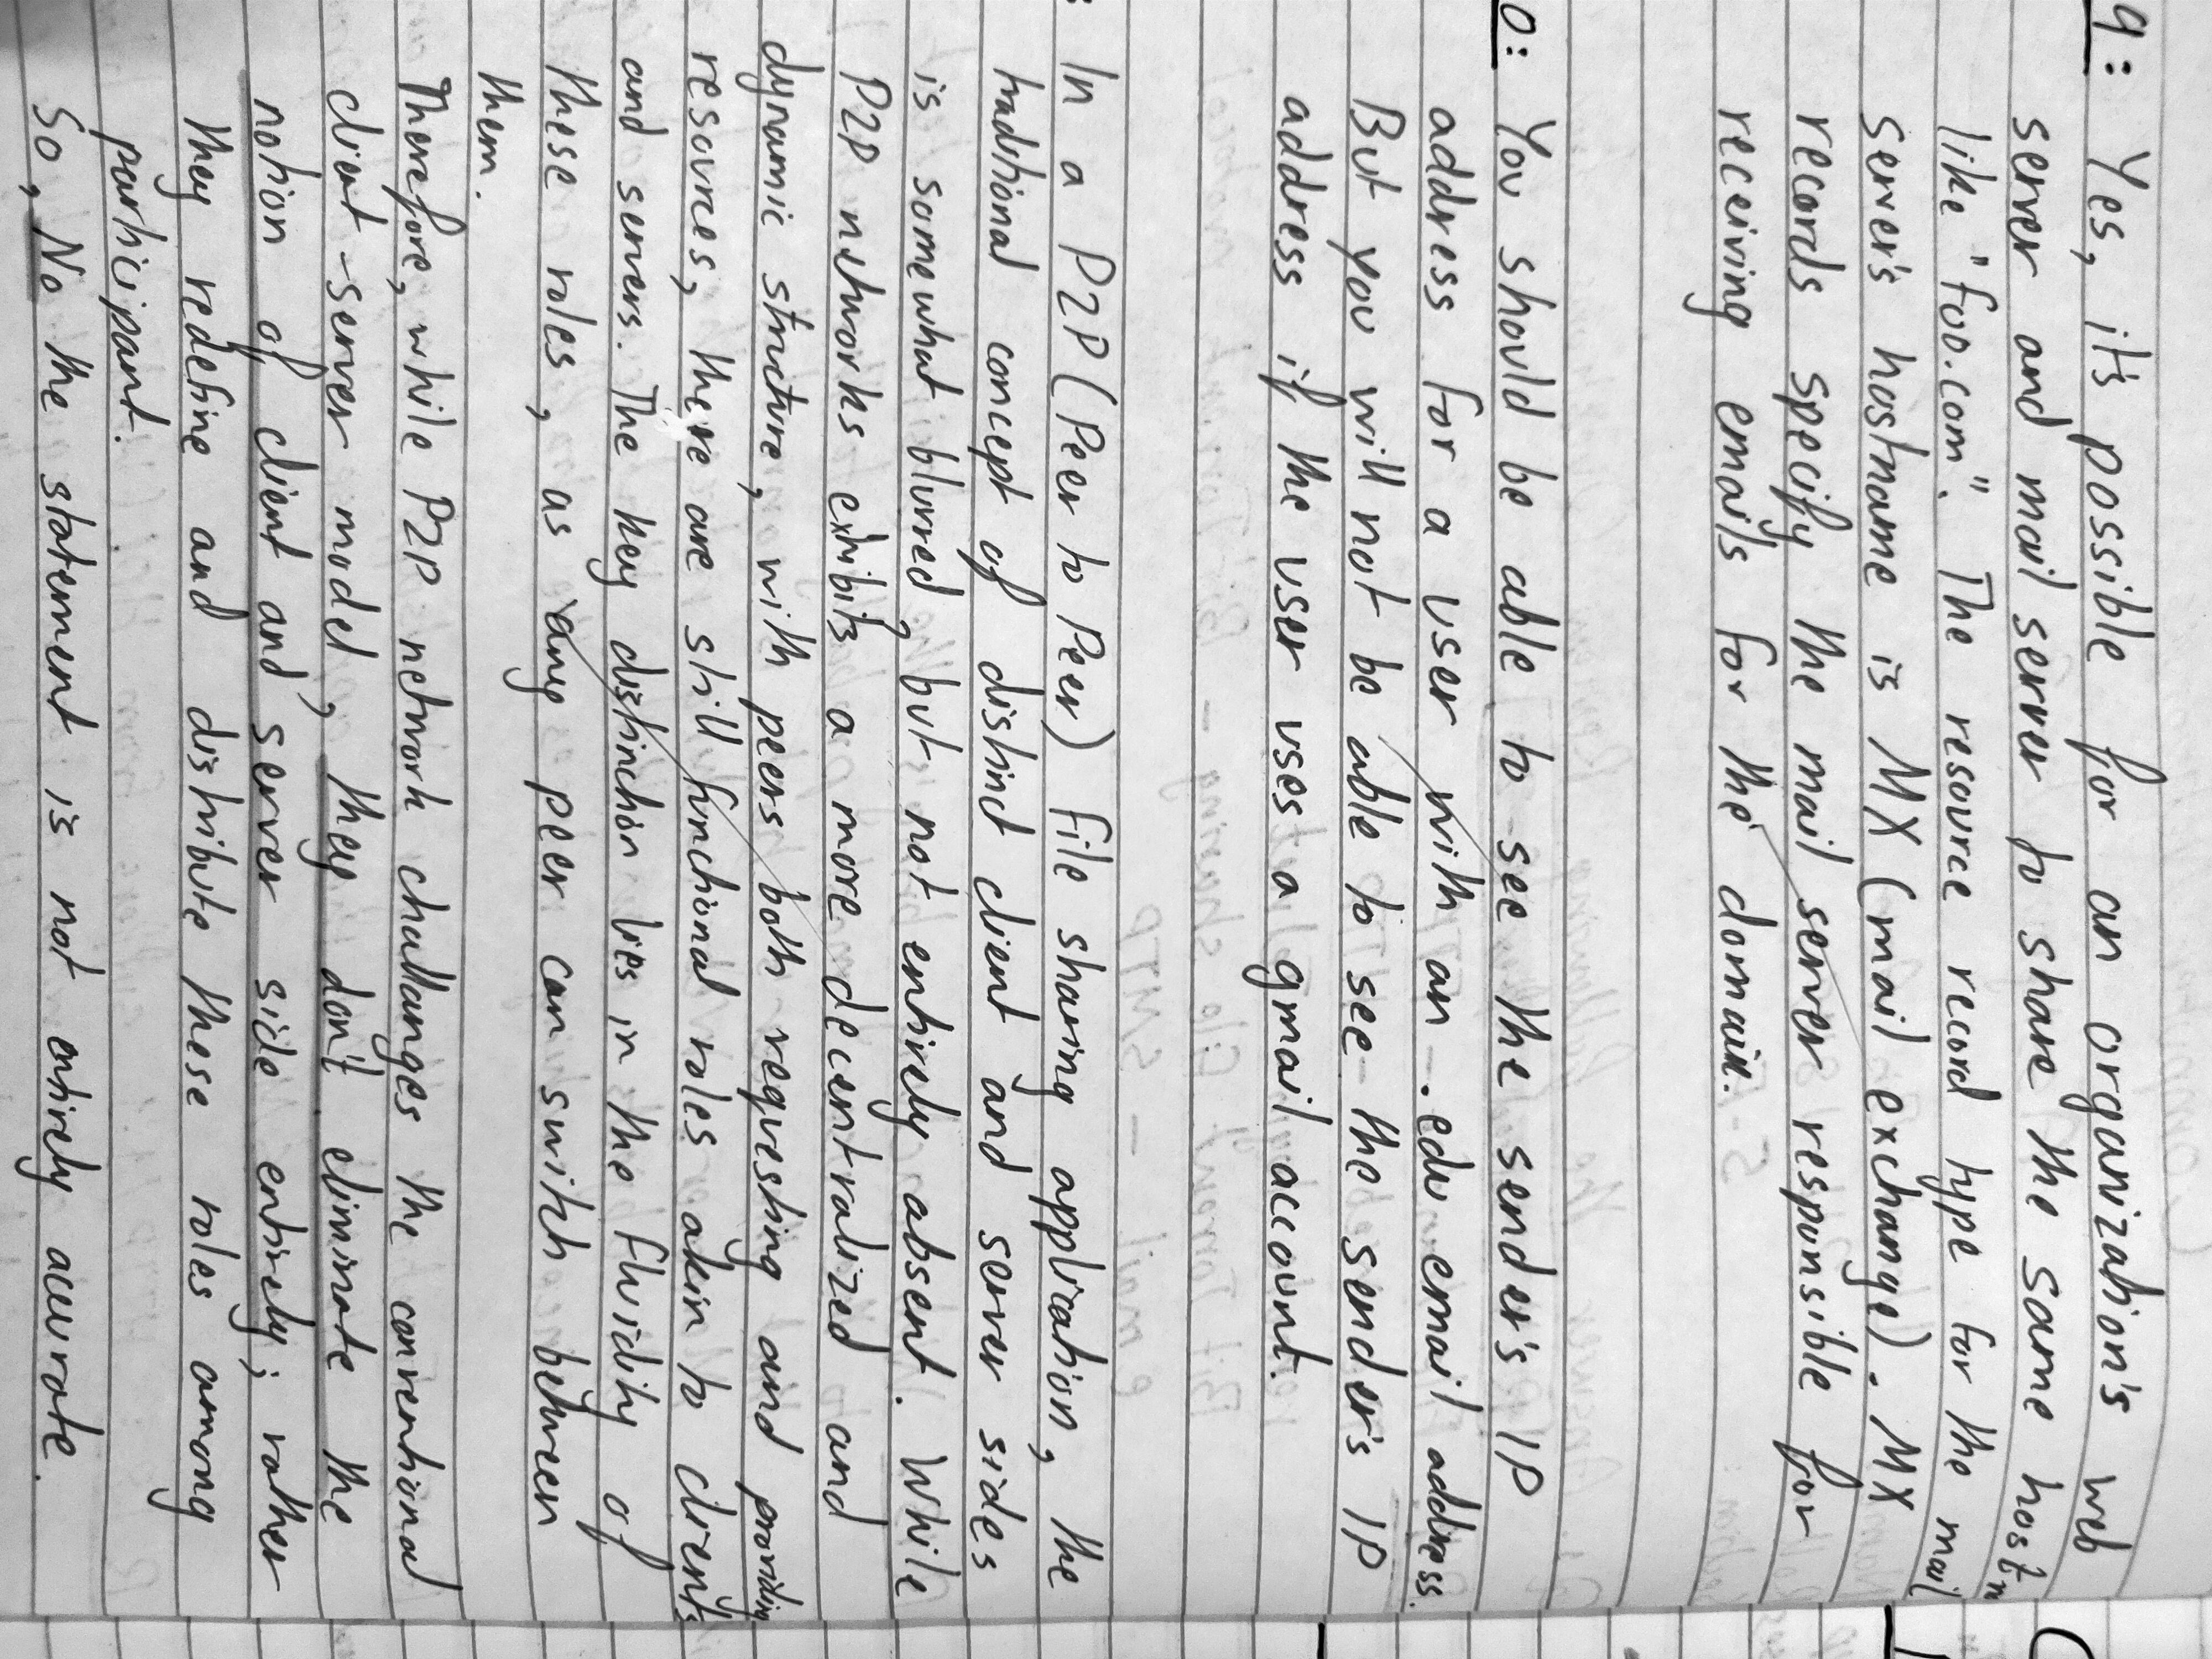 9: Yes, it's possible for an organization's web
server and mail server to share the same host n
like "foo.com". The resource record type for the mail
server's hostname is MX (mail exchange). MX
records specify the mail server responsible for
receiving emails for the domain.
0: You should be able to see the sender's IP
address for a user with an .edu email address.
But you will not be able to see the sender's IP
address if the user uses a gmail account.
: In a P2P (Peer to Peer) file sharing application, the
traditional concept of distinct client and server sides
is somewhat blurred, but not entirely absent. While
P2P networks exhibits a more decentralized and
dynamic structure, with peers both requesting and providing
resources, there are still functional roles akin to clients
and servers. The key distinction lies in the fluidity of
these roles, as any peer can switch between
them.
Therefore, while P2P network challanges the conventional
client-server model, they don't eliminate the
notion of client and server side entirely; rather
they redefine and distribute these roles among
participant.
So, No the statement is not entirely accurate.